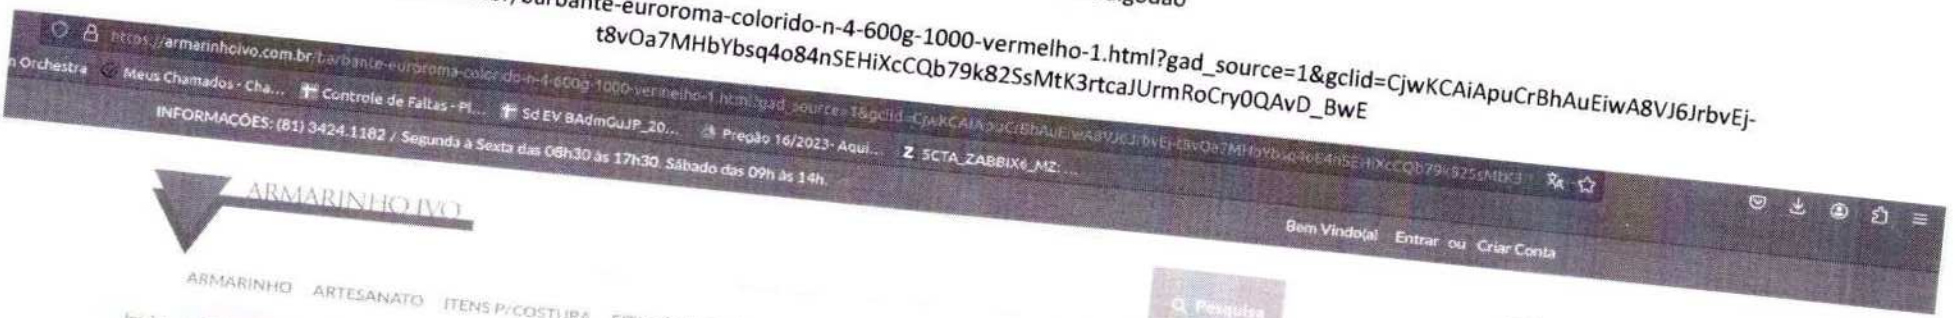 barbante-euroroma-colorido-n-4-600g-1000-vermelho-1.html?gad_source=1&gclid=CjwKCAiApuCrBhAuEiwA8VJ6JrbvEj-
t8vOa7MHbYbsq4o84nSEHiXcCQb79k82SsMtK3rtcaJUrmRoCry0QAvD_BwE
https://armarinhoivo.com.br/barbante-euroroma-colorido-n-4-600g-1000-vermelho-1.html?gad_source=1&gclid=
n Orchestra Meus Chamados - Cha... Controle de Faltas - Pl... Sd EV BAdmGuJP_20... Pregão 16/2023- Aqui... Z SCTA_ZABBIX6_MZ: ...
INFORMAÇÕES: (81) 3424.1182 / Segunda à Sexta das 08h30 às 17h30. Sábado das 09h às 14h.
Bem Vindo(a) Entrar ou Criar Conta
ARMARINHO IVO
Pesquisa
ARMARINHO ARTESANATO ITENS P/COSTURA